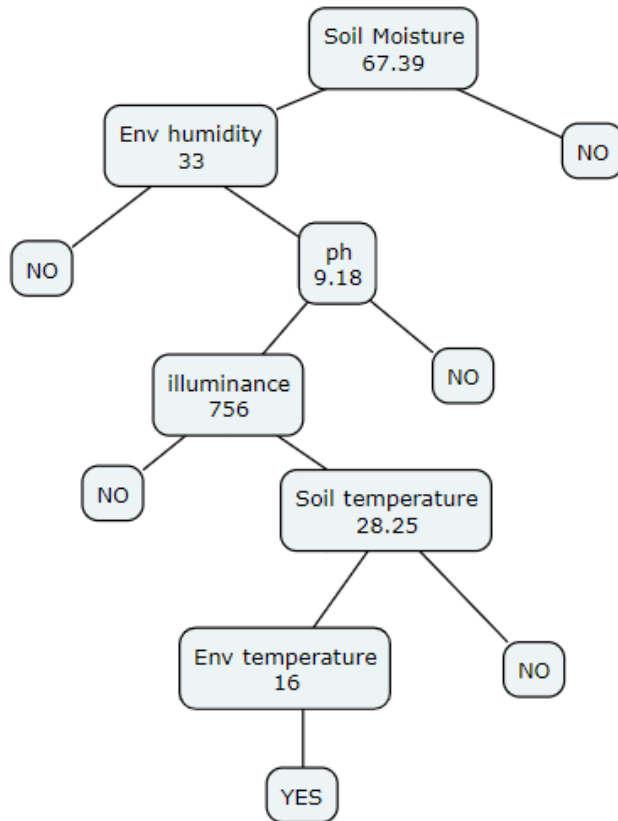 Soil Moisture
67.39
Env humidity
33
NO
NO
ph
9.18
illuminance
756
NO
NO
Soil temperature
28.25
Env temperature
16
NO
YES